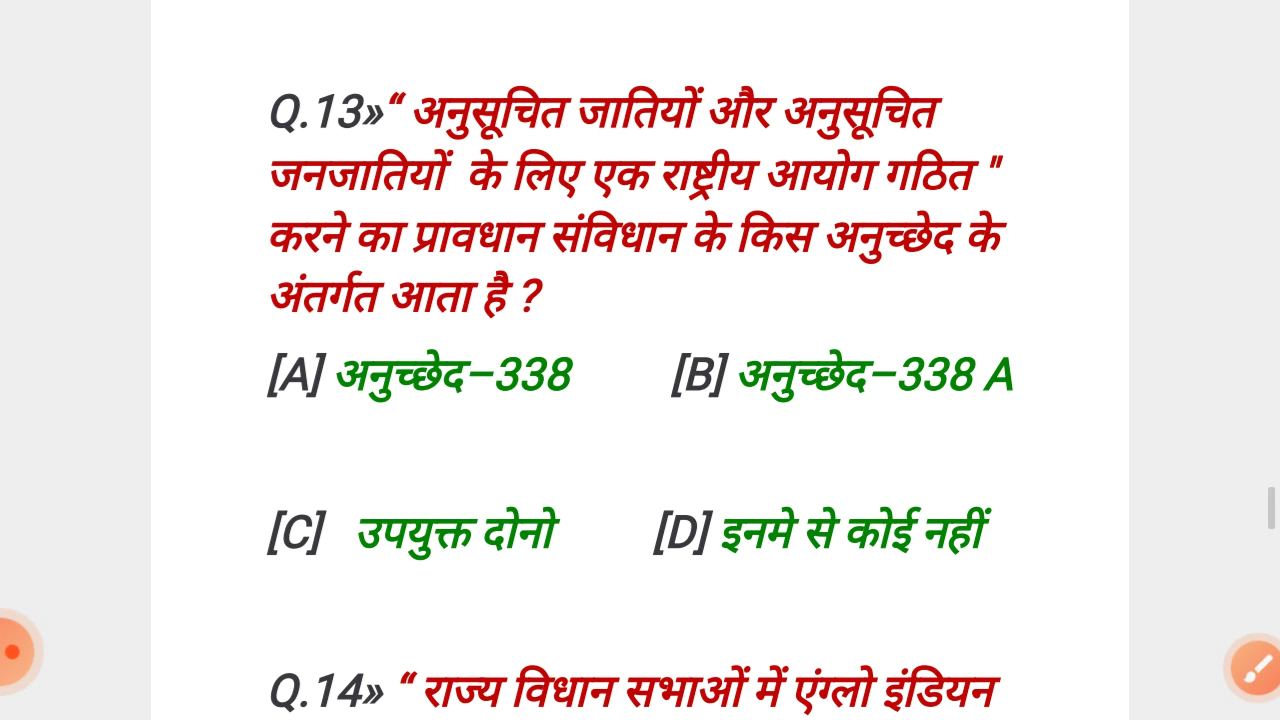 Q.13»“ अनुसूचित जातियों और अनुसूचित
जनजातियों के लिए एक राष्ट्रीय आयोग गठित "
करने का प्रावधान संविधान के किस अनुच्छेद के
अंतर्गत आता है ?
[A] अनुच्छेद–338 [B] अनुच्छेद–338 A
[C] उपयुक्त दोनो [D] इनमे से कोई नहीं
Q.14» “ राज्य विधान सभाओं में एंग्लो इंडियन